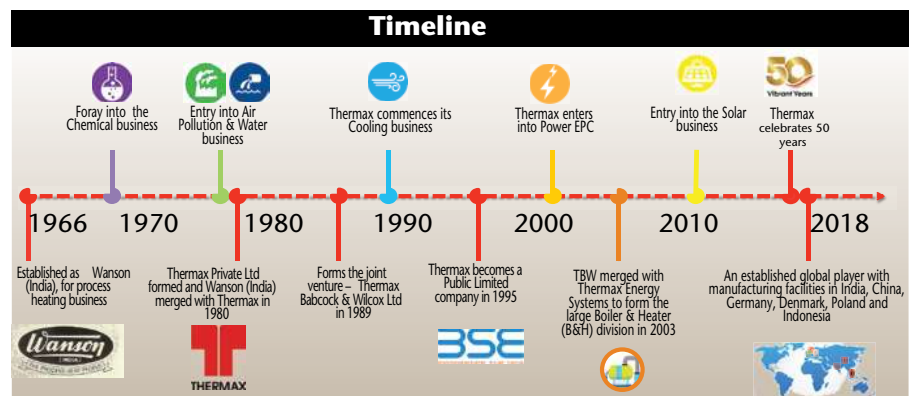 Timeline
50
Vibrant Years
Foray into the
Chemical business
Entry into Air
Pollution & Water
business
Thermax commences its
Cooling business
Thermax enters
into Power EPC
Entry into the Solar
business
Thermax
celebrates 50
years
1966
1970
1980
1990
2000
2010
2018
Established as Wanson
(India), for process
heating business
Thermax Private Ltd
formed and Wanson (India)
merged with Thermax in
1980
Forms the joint
venture – Thermax
Babcock & Wilcox Ltd
in 1989
Thermax becomes a
Public Limited
company in 1995
TBW merged with
Thermax Energy
Systems to form the
large Boiler & Heater
(B&H) division in 2003
An established global player with
manufacturing facilities in India, China,
Germany, Denmark, Poland and
Indonesia
Wanson
THERMAX
BSE